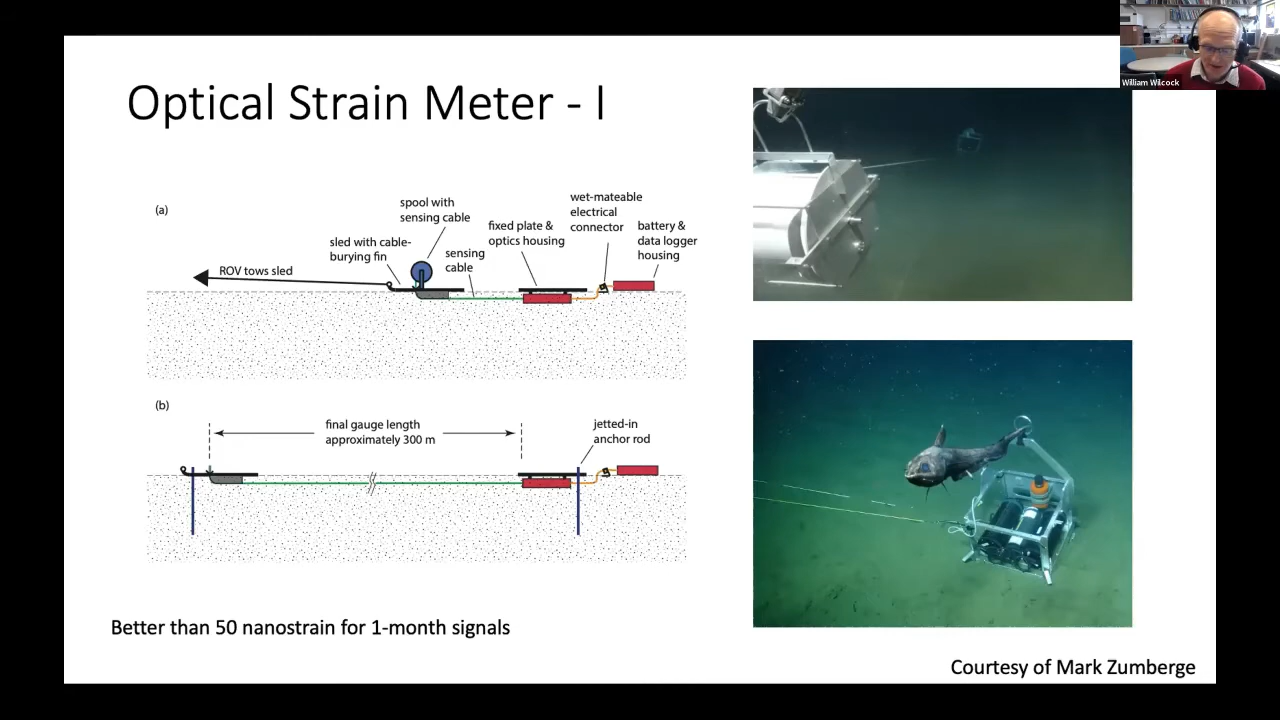 William Wilcock
Optical Strain Meter - I
(a)
ROV tows sled
sled with cable-
burying fin
spool with
sensing cable
sensing
cable
fixed plate &
optics housing
wet-mateable
electrical
connector
battery &
data logger
housing
(b)
final gauge length
approximately 300 m
jetted-in
anchor rod
Better than 50 nanostrain for 1-month signals
Courtesy of Mark Zumberge